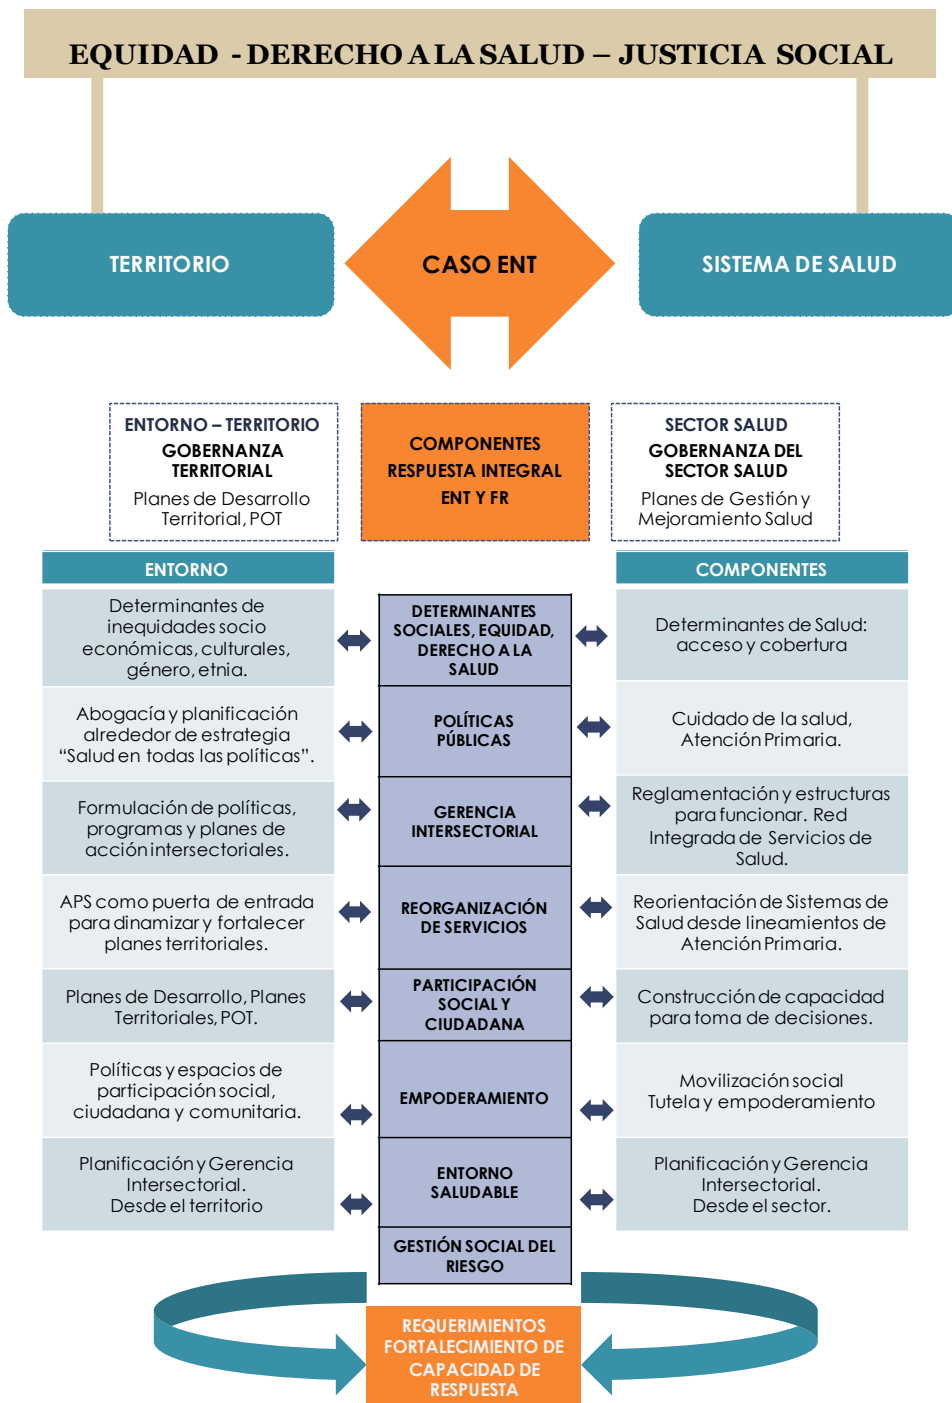 EQUIDAD - DERECHO A LA SALUD – JUSTICIA SOCIAL
TERRITORIO
CASO ENT
SISTEMA DE SALUD
ENTORNO – TERRITORIO
GOBERNANZA
TERRITORIAL
Planes de Desarrollo
Territorial, POT
COMPONENTES
RESPUESTA INTEGRAL
ENT Y FR
SECTOR SALUD
GOBERNANZA DEL
SECTOR SALUD
Planes de Gestión y
Mejoramiento Salud
ENTORNO
COMPONENTES
Determinantes de
inequidades socio
económicas, culturales,
género, etnia.
DETERMINANTES
SOCIALES, EQUIDAD,
DERECHO A LA
SALUD
Determinantes de Salud:
acceso y cobertura
Abogacía y planificación
alrededor de estrategia
“Salud en todas las políticas”.
POLÍTICAS
PÚBLICAS
Cuidado de la salud,
Atención Primaria.
Formulación de políticas,
programas y planes de
acción intersectoriales.
GERENCIA
INTERSECTORIAL
Reglamentación y estructuras
para funcionar. Red
Integrada de Servicios de
Salud.
APS como puerta de entrada
para dinamizar y fortalecer
planes territoriales.
REORGANIZACIÓN
DE SERVICIOS
Reorientación de Sistemas de
Salud desde lineamientos de
Atención Primaria.
Planes de Desarrollo, Planes
Territoriales, POT.
PARTICIPACIÓN
SOCIAL Y
CIUDADANA
Construcción de capacidad
para toma de decisiones.
Políticas y espacios de
participación social,
ciudadana y comunitaria.
EMPODERAMIENTO
Movilización social
Tutela y empoderamiento
Planificación y Gerencia
Intersectorial.
Desde el territorio
ENTORNO
SALUDABLE
Planificación y Gerencia
Intersectorial.
Desde el sector.
GESTIÓN SOCIAL DEL
RIESGO
REQUERIMIENTOS
FORTALECIMIENTO DE
CAPACIDAD DE
RESPUESTA